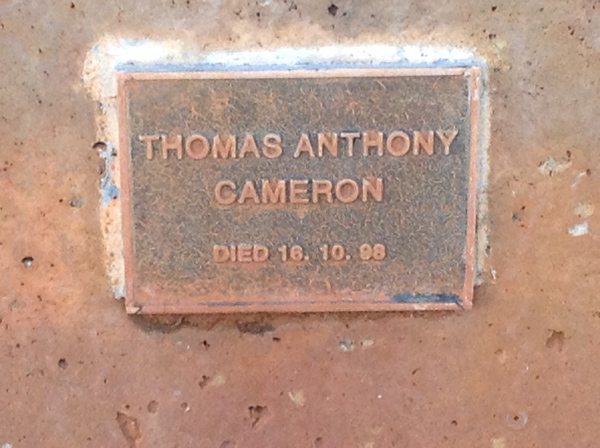 THOMAS ANTHONY
CAMERON
DIED 16. 10. 98